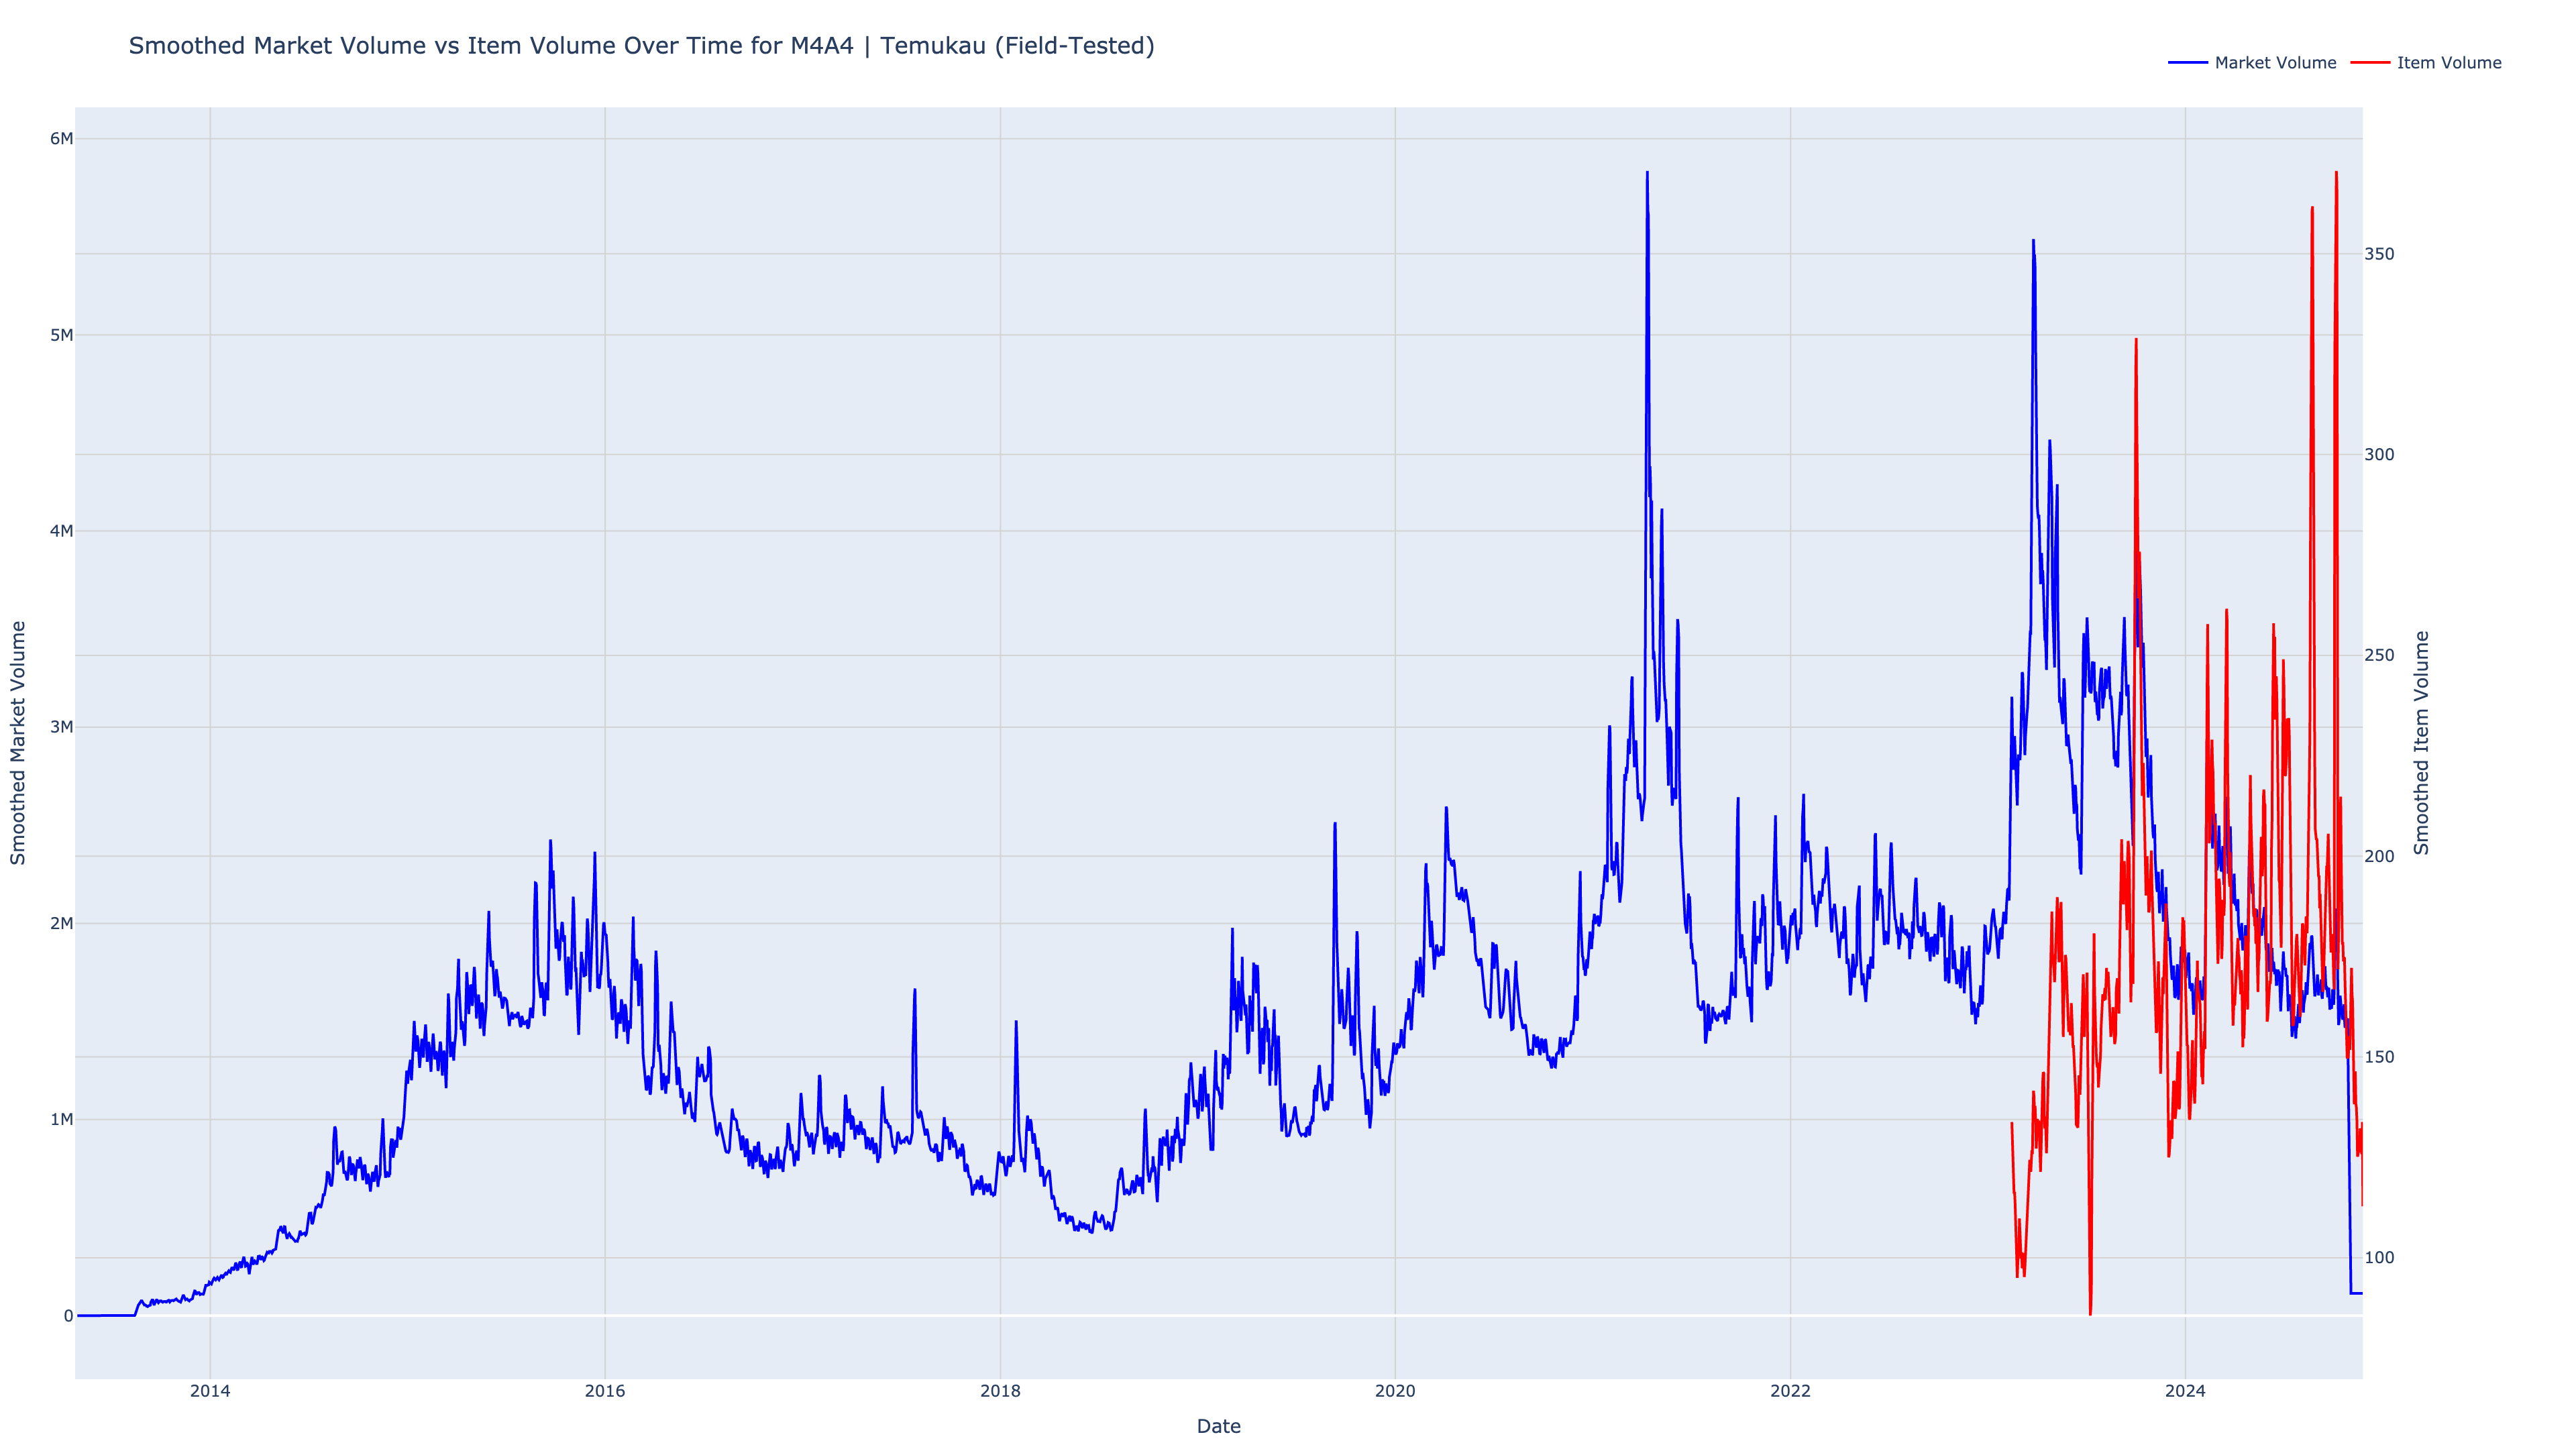 Smoothed Market Volume vs Item Volume Over Time for M4A4 | Temukau (Field-Tested)
Market Volume
Item Volume
6M
5M
4M
3M
2M
1M
0
Smoothed Market Volume
350
300
250
200
150
100
Smoothed Item Volume
2014
2016
2018
2020
2022
2024
Date